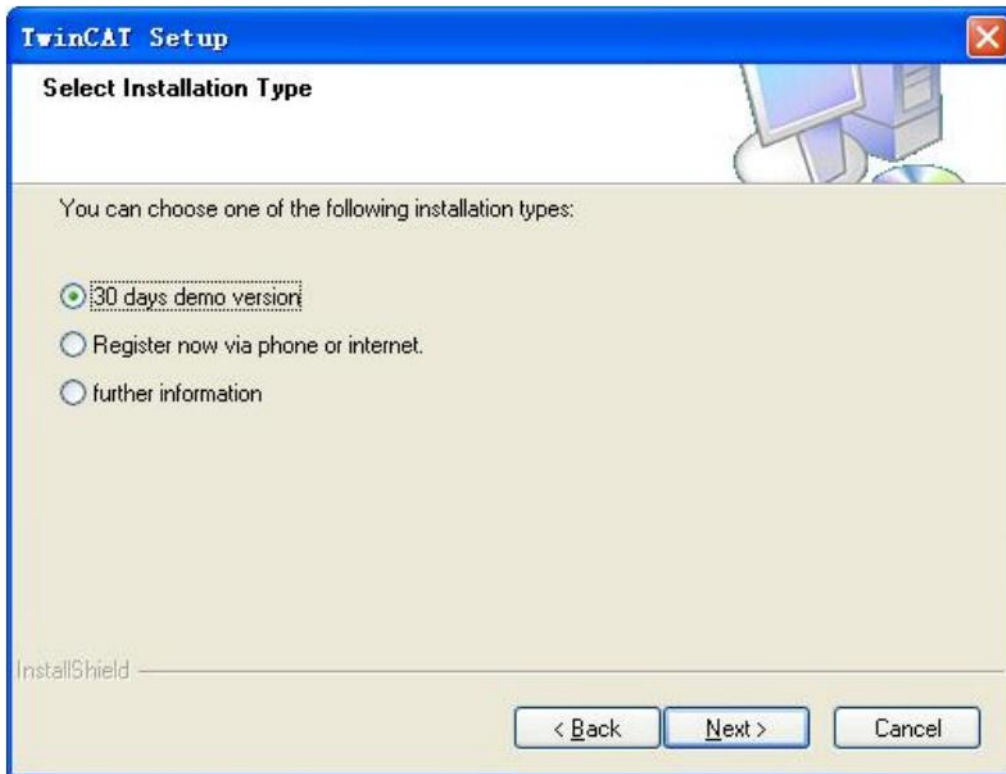 TwinCAT Setup
Select Installation Type
You can choose one of the following installation types:
30 days demo version
Register now via phone or internet.
further information
InstallShield
< Back
Next >
Cancel